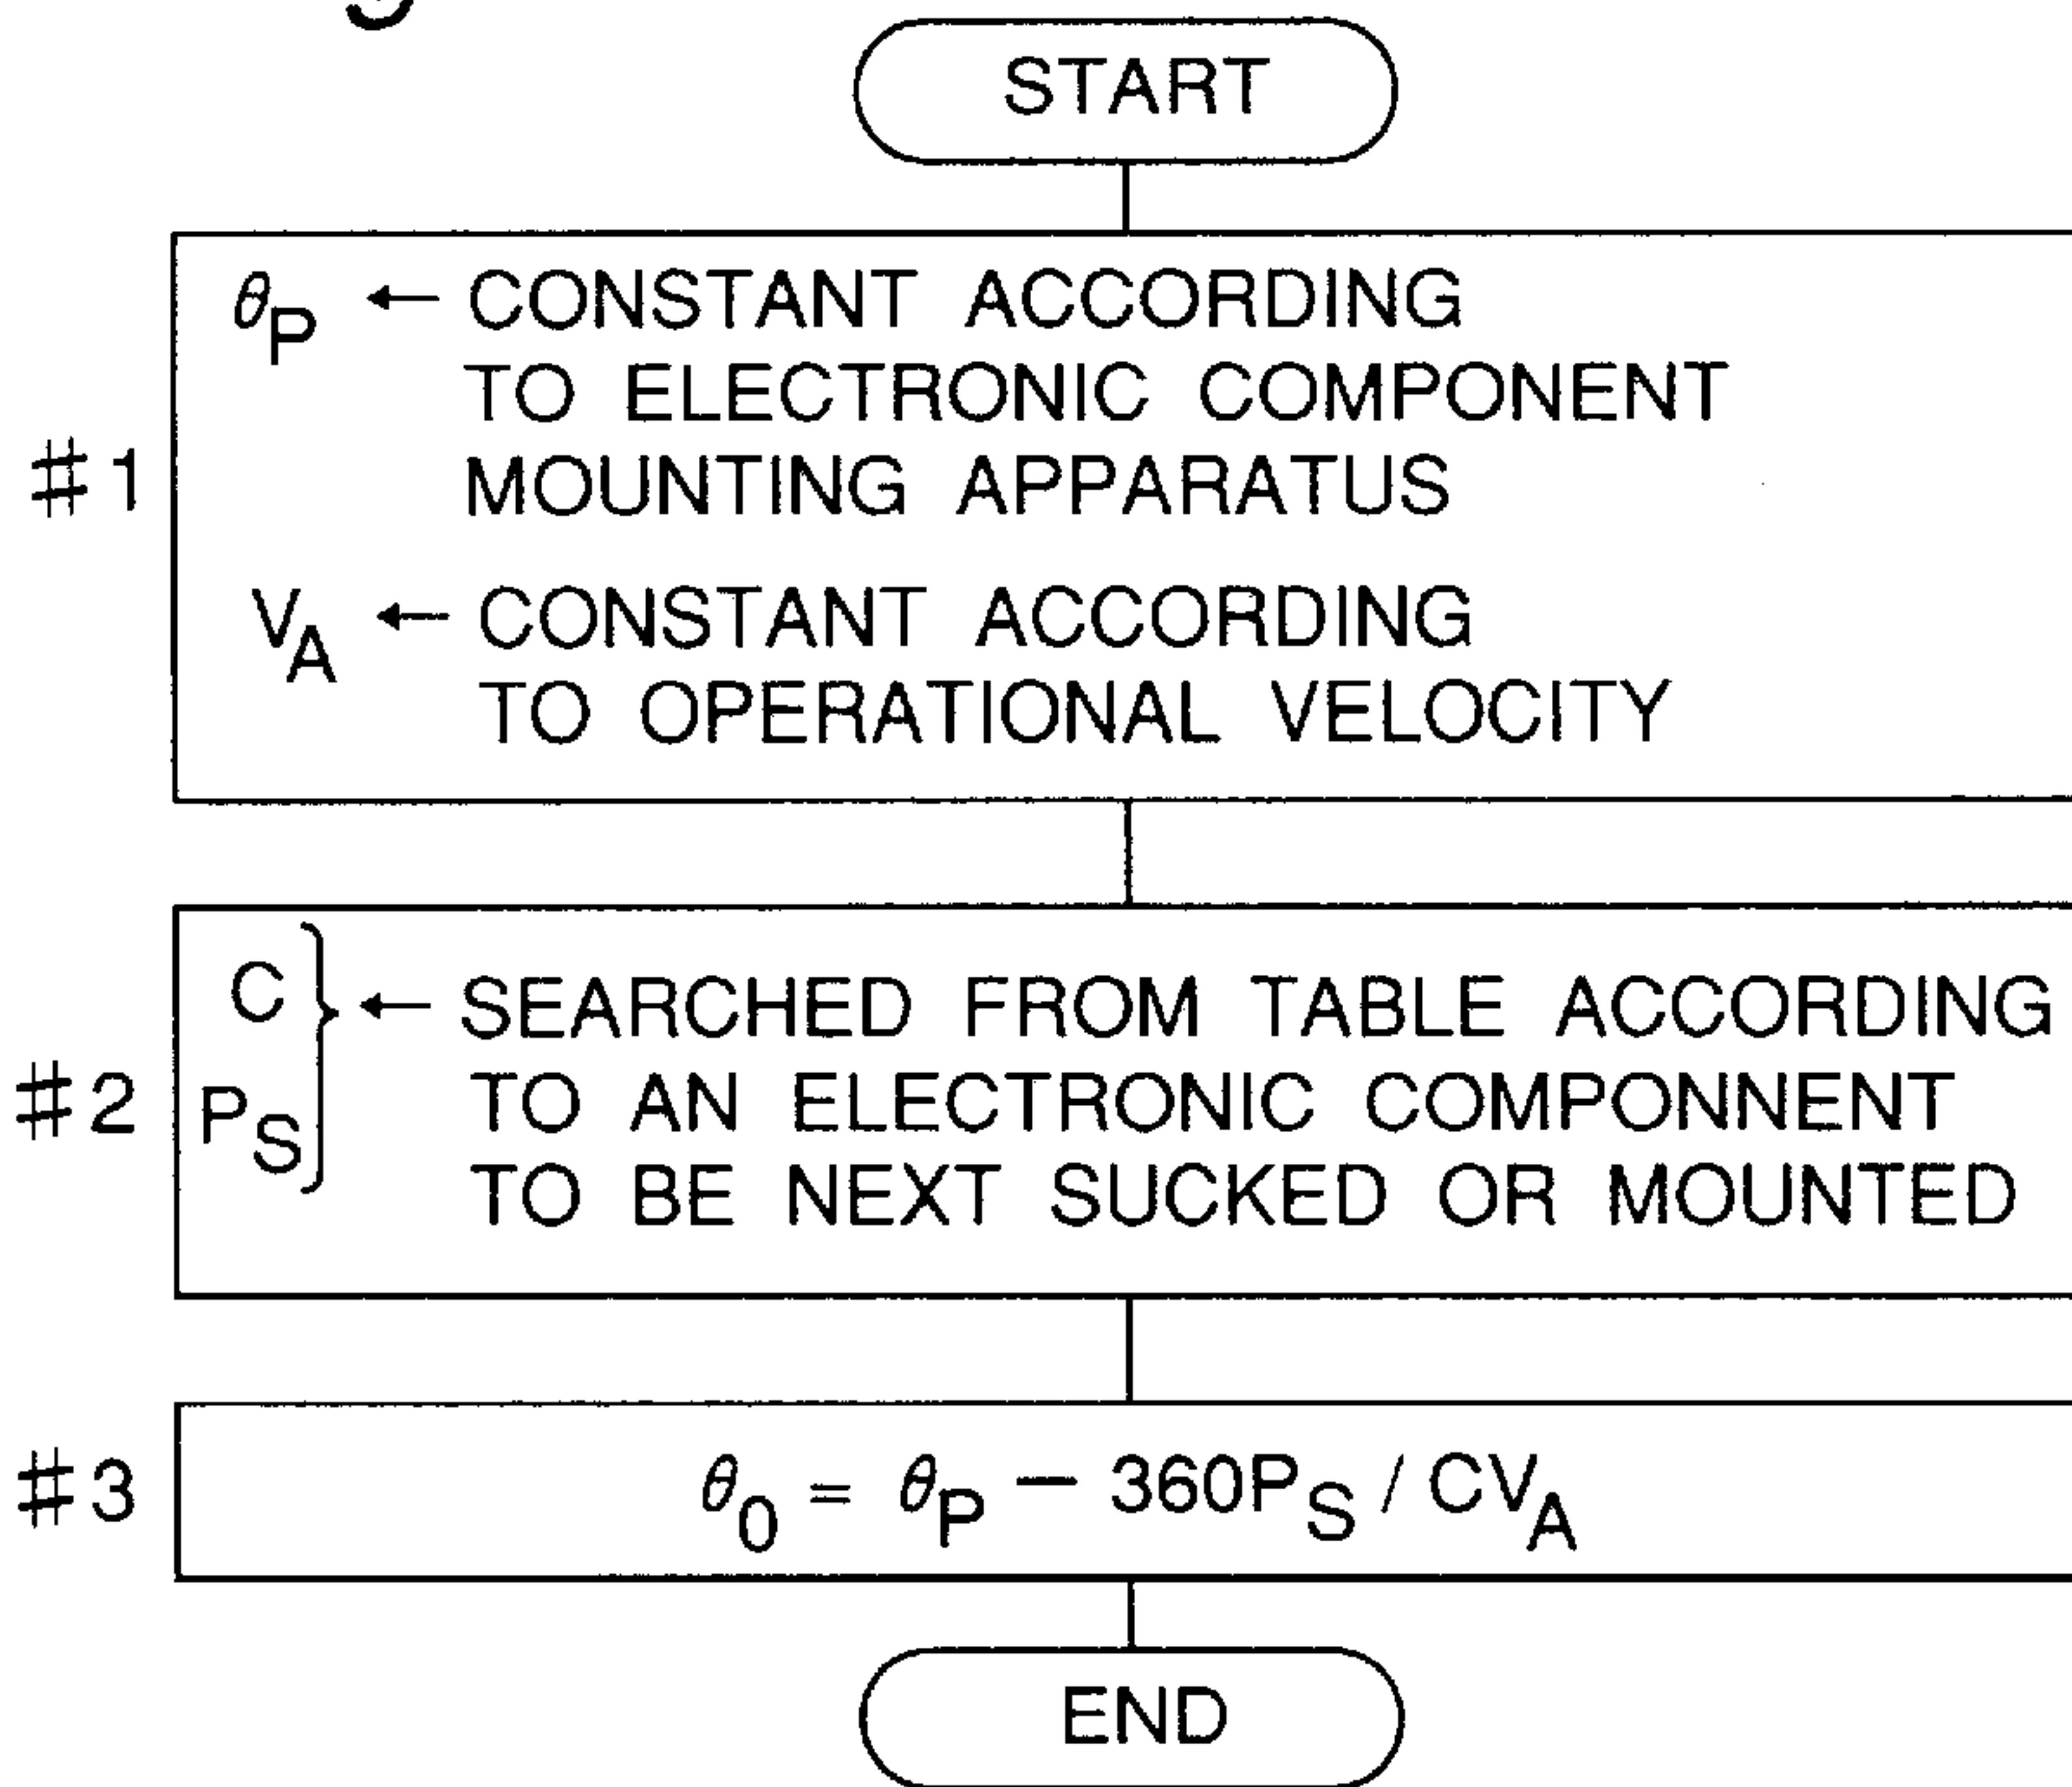 START
θP ← CONSTANT ACCORDING
TO ELECTRONIC COMPONENT
#1 MOUNTING APPARATUS
VA ← CONSTANT ACCORDING
TO OPERATIONAL VELOCITY
C } ← SEARCHED FROM TABLE ACCORDING
#2 PS TO AN ELECTRONIC COMPONNENT
TO BE NEXT SUCKED OR MOUNTED
#3 θ0 = θP − 360PS / CVA
END